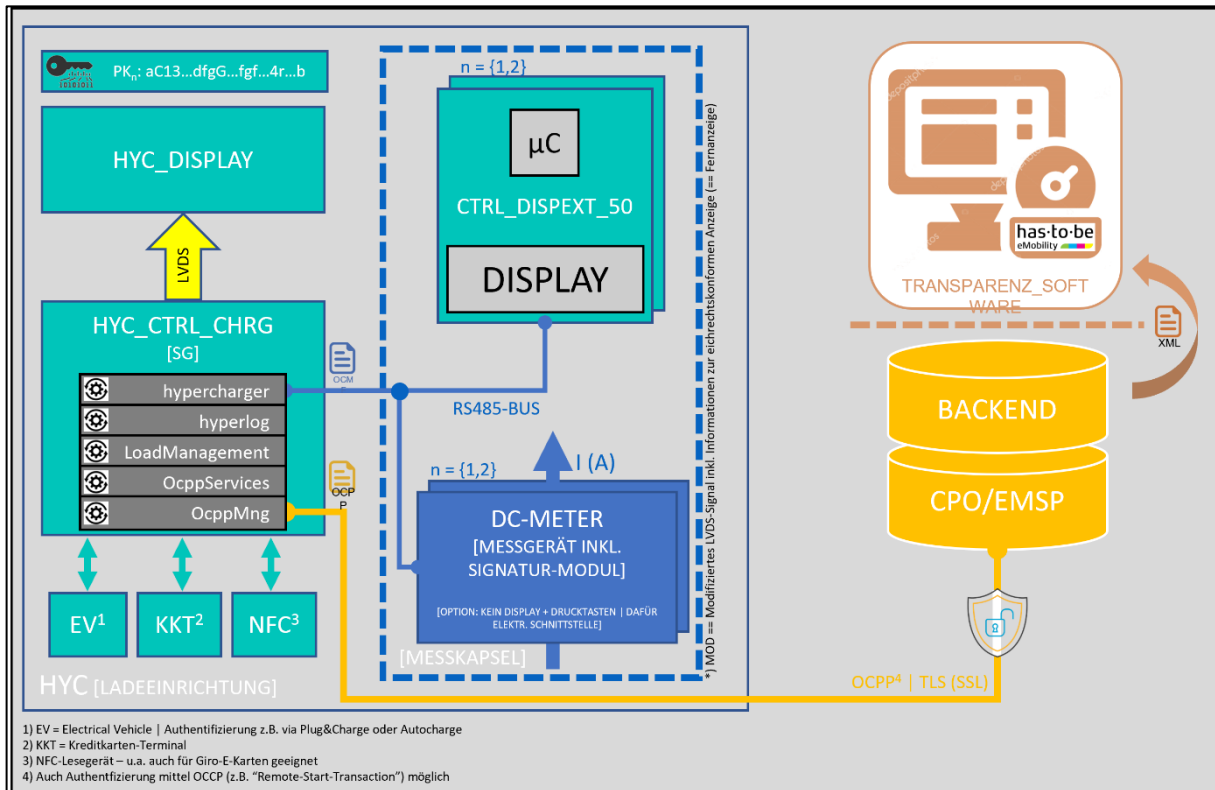 PKn: aC13...dfgG...fgf...4r...b
HYC_DISPLAY
LVDS
HYC_CTRL_CHRG
[SG]
hypercharger
hyperlog
LoadManagement
OcppServices
OcppMng
EV1
KKT2
NFC3
HYC [LADEEINRICHTUNG]
OCM
OCP
P
n = {1,2}
µC
CTRL_DISPEXT_50
DISPLAY
RS485-BUS
I (A)
n = {1,2}
DC-METER
[MESSGERÄT INKL.
SIGNATUR-MODUL]
[OPTION: KEIN DISPLAY + DRUCKTASTEN | DAFÜR
ELEKTR. SCHNITTSTELLE]
[MESSKAPSEL]
*) MOD == Modifiziertes LVDS-Signal inkl. Informationen zur eichrechtskonformen Anzeige (== Fernanzeige)
has·to·be
eMobility
TRANSPARENZ_SOFT
WARE
XML
BACKEND
CPO/EMSP
OCPP4 | TLS (SSL)
1) EV = Electrical Vehicle | Authentifizierung z.B. via Plug&Charge oder Autocharge
2) KKT = Kreditkarten-Terminal
3) NFC-Lesegerät – u.a. auch für Giro-E-Karten geeignet
4) Auch Authentfizierung mittel OCCP (z.B. “Remote-Start-Transaction”) möglich